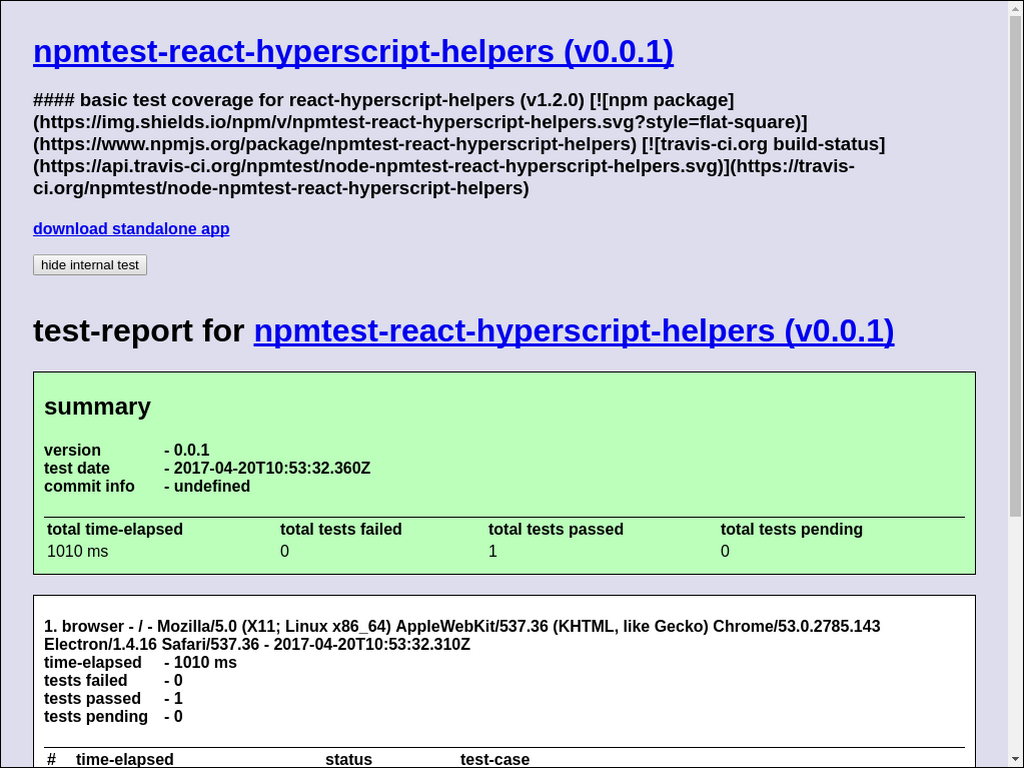 npmtest-react-hyperscript-helpers (v0.0.1)
#### basic test coverage for react-hyperscript-helpers (v1.2.0) [![npm package]
(https://img.shields.io/npm/v/npmtest-react-hyperscript-helpers.svg?style=flat-square)]
(https://www.npmjs.org/package/npmtest-react-hyperscript-helpers) [![travis-ci.org build-status]
(https://api.travis-ci.org/npmtest/node-npmtest-react-hyperscript-helpers.svg)](https://travis-
ci.org/npmtest/node-npmtest-react-hyperscript-helpers)
download standalone app
hide internal test
test-report for npmtest-react-hyperscript-helpers (v0.0.1)
summary
version - 0.0.1
test date - 2017-04-20T10:53:32.360Z
commit info - undefined
total time-elapsed total tests failed total tests passed total tests pending
1010 ms 0 1 0
1. browser - / - Mozilla/5.0 (X11; Linux x86_64) AppleWebKit/537.36 (KHTML, like Gecko) Chrome/53.0.2785.143
Electron/1.4.16 Safari/537.36 - 2017-04-20T10:53:32.310Z
time-elapsed - 1010 ms
tests failed - 0
tests passed - 1
tests pending - 0
# time-elapsed status test-case